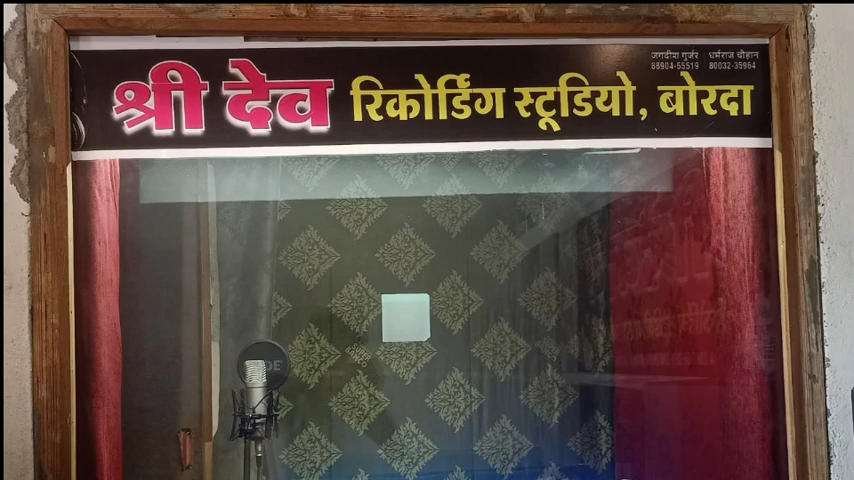 जगदीश गुर्जर | धर्मराज चौहान
88904-55519 | 80032-35964
श्री देव रिकोर्डिंग स्टूडियो, बोरदा